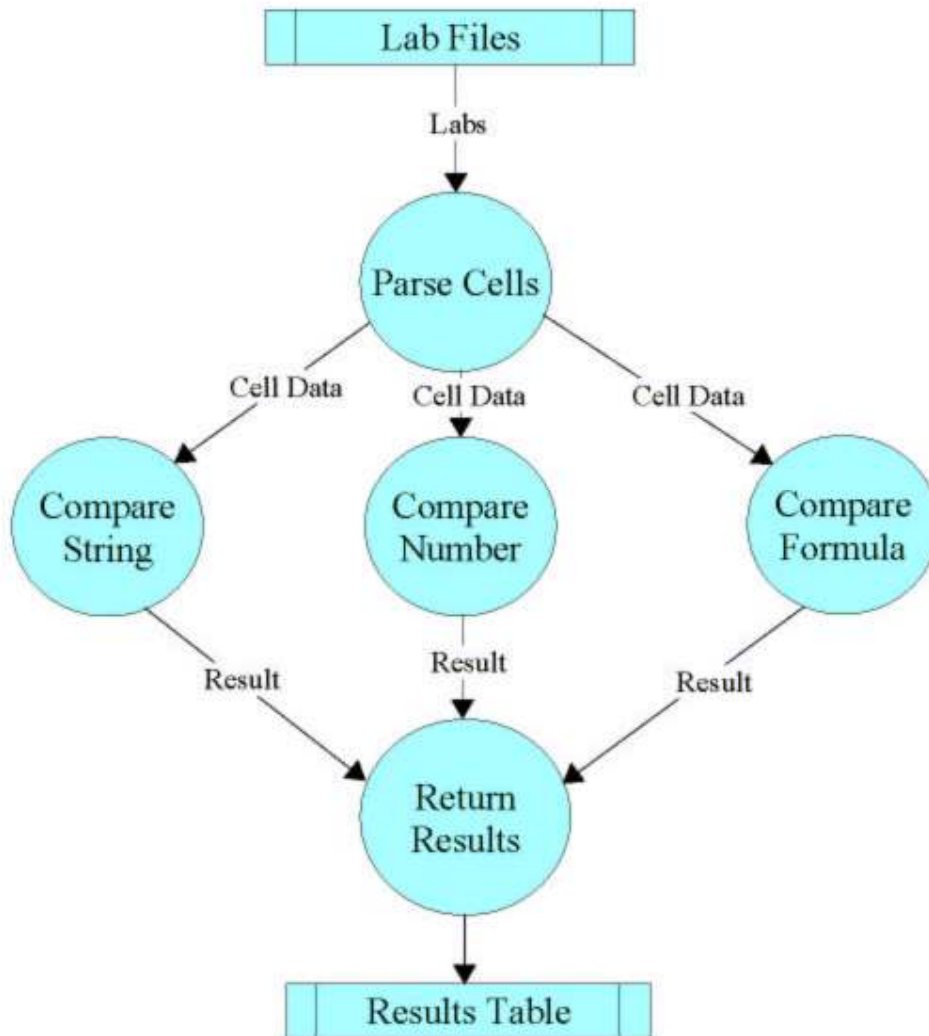 Lab Files
Labs
Parse Cells
Cell Data
Cell Data
Cell Data
Compare
String
Compare
Number
Compare
Formula
Result
Result
Result
Return
Results
Results Table